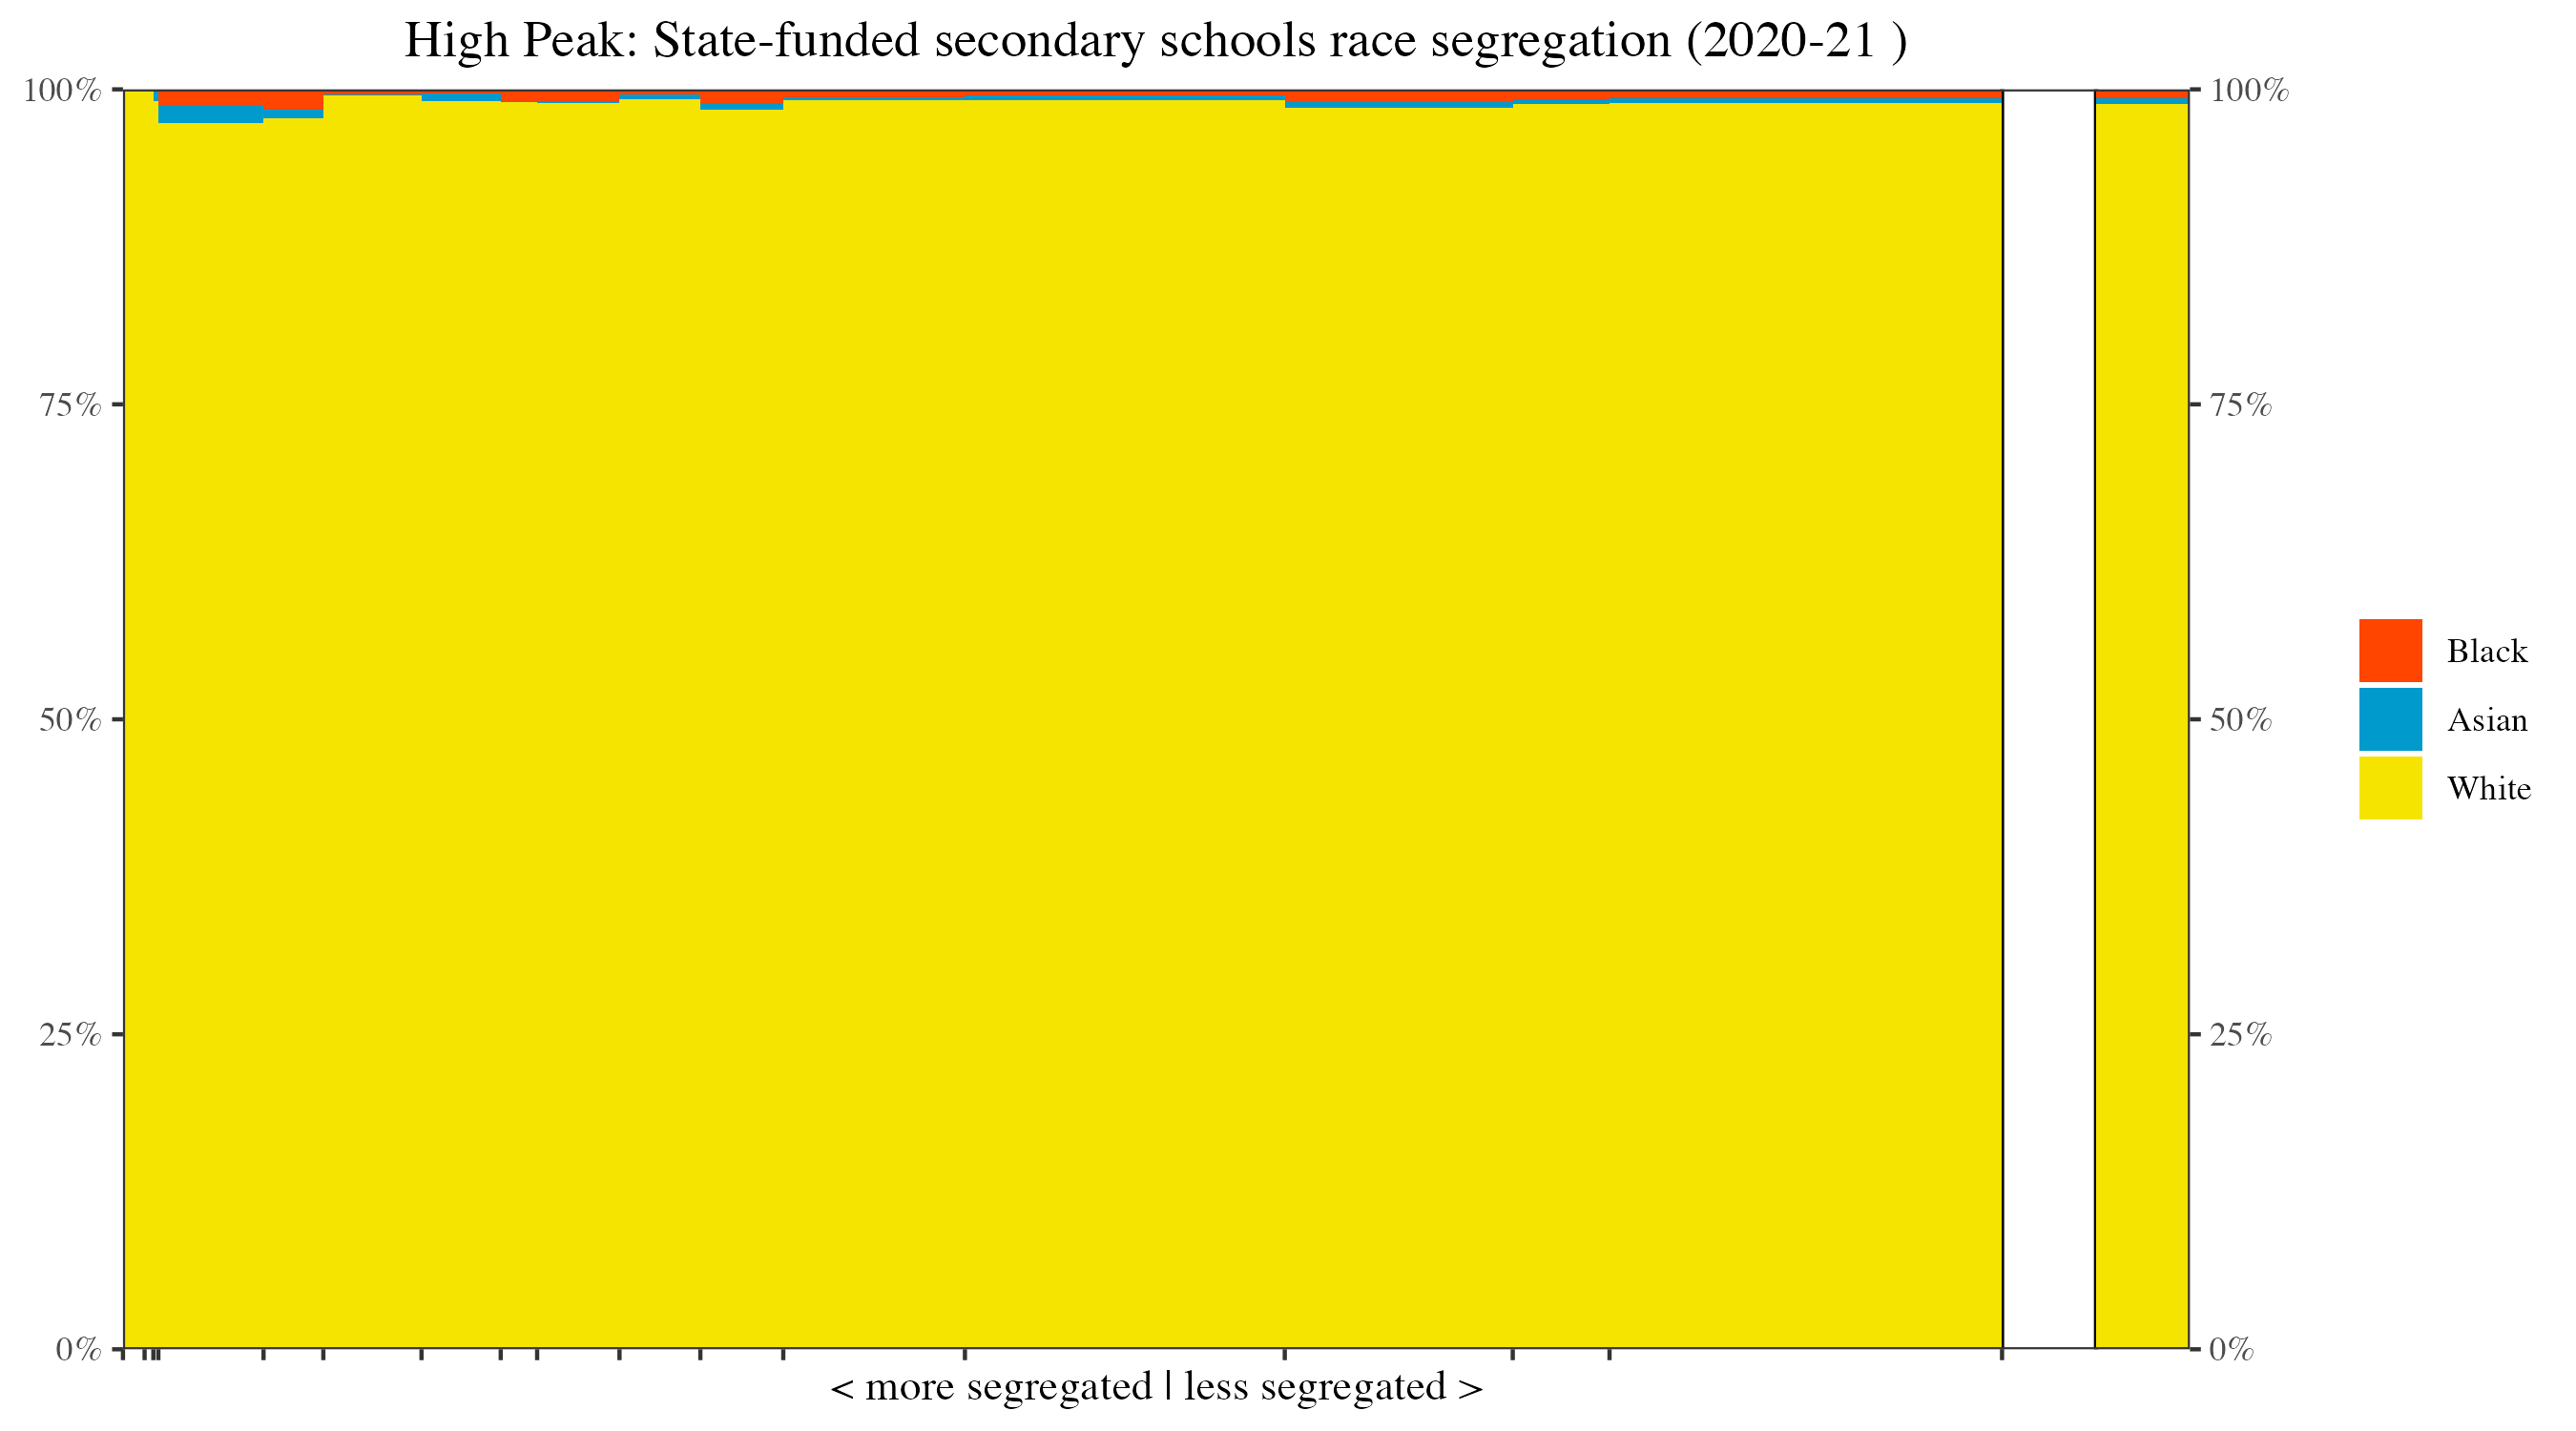 High Peak: State-funded secondary schools race segregation (2020-21 )
100%
75%
50%
25%
0%
100%
75%
50%
25%
0%
Black
Asian
White
< more segregated | less segregated >